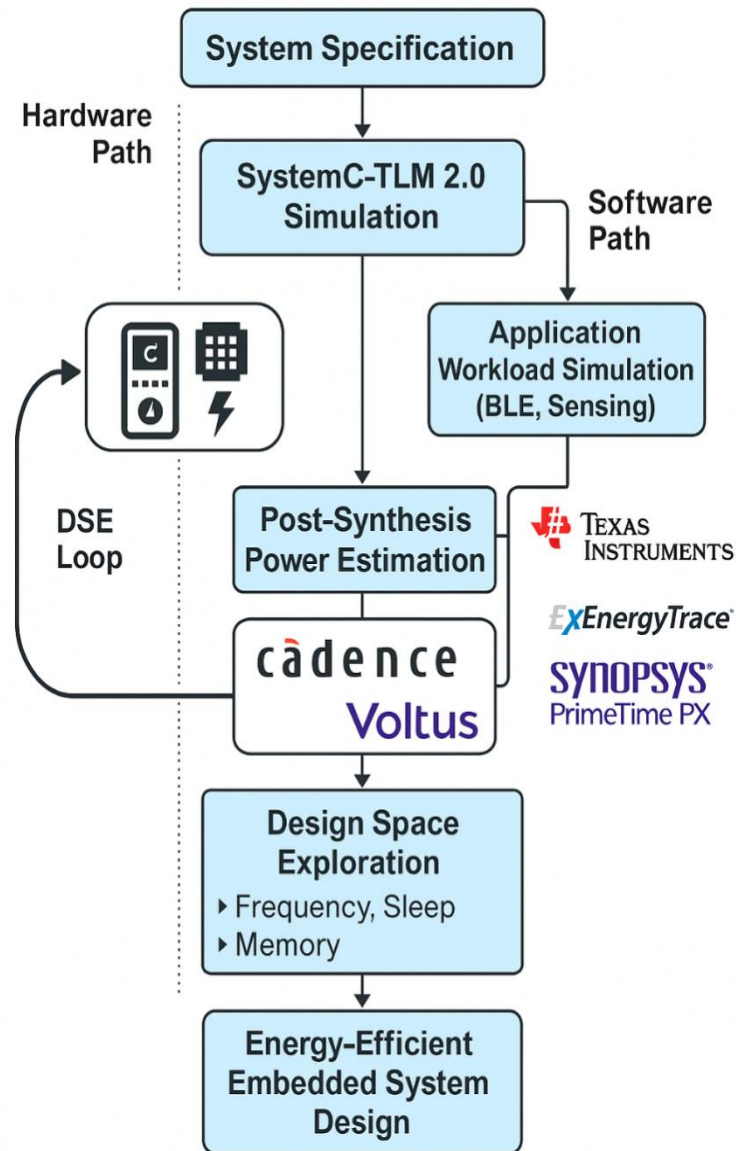 System Specification
Hardware
Path
SystemC-TLM 2.0
Simulation
Software
Path
Application
Workload Simulation
(BLE, Sensing)
C
DSE
Loop
Post-Synthesis
Power Estimation
TEXAS
INSTRUMENTS
ExEnergyTrace
cādence
Voltus
SYNOPSYS®
PrimeTime PX
Design Space
Exploration
▸ Frequency, Sleep
▸ Memory
Energy-Efficient
Embedded System
Design